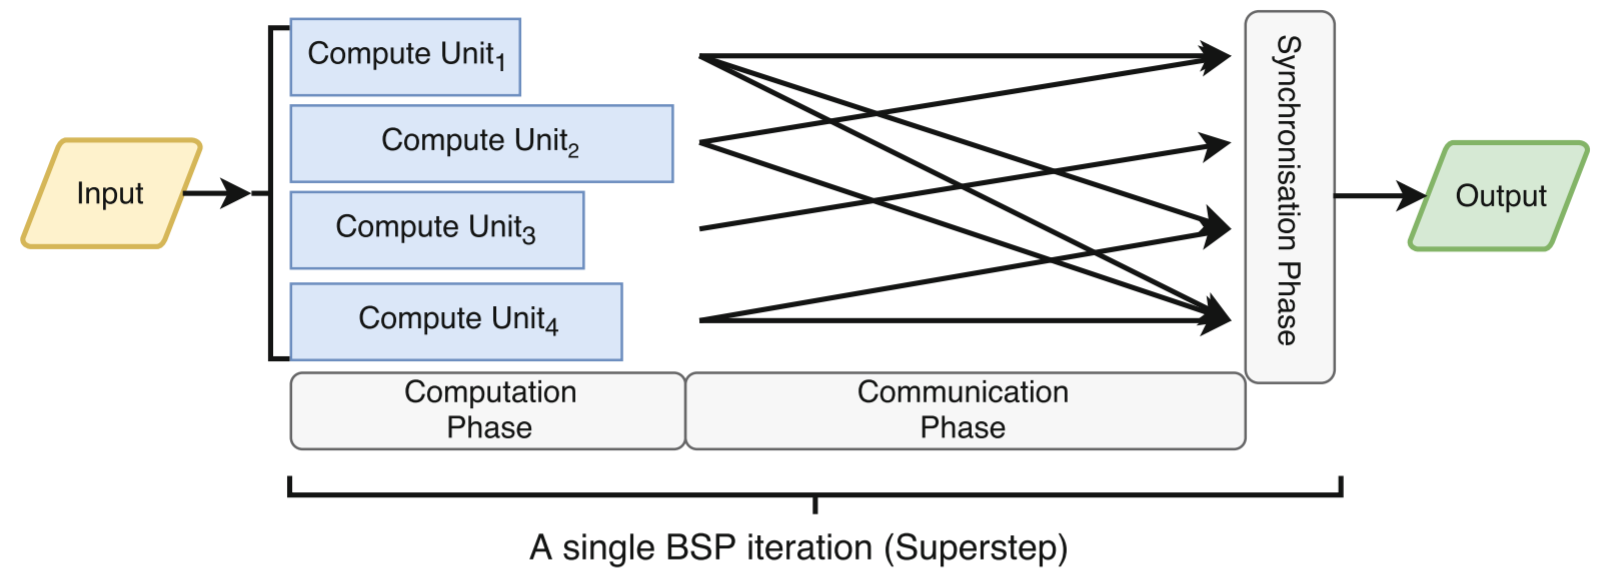 Input
Compute Unit1
Compute Unit2
Compute Unit3
Compute Unit4
Computation
Phase
Communication
Phase
Synchronisation Phase
Output
A single BSP iteration (Superstep)